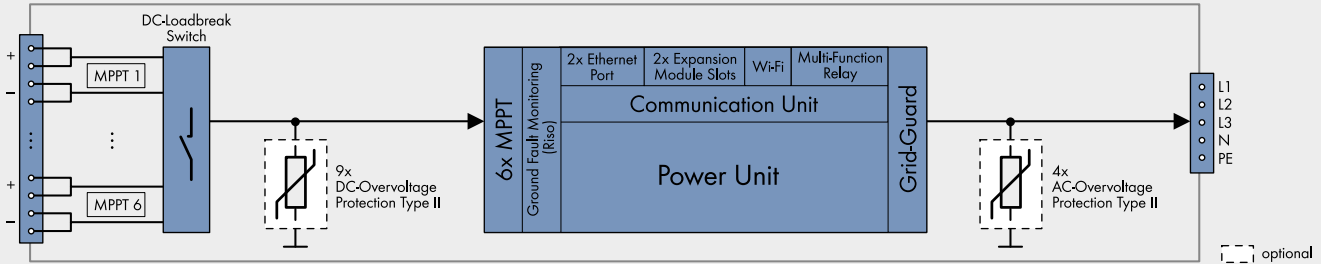 DC-Loadbreak
Switch
+
MPPT 1
−
...
...
+
MPPT 6
−
9x
DC-Overvoltage
Protection Type II
6x MPPT
Ground Fault Monitoring
(Riso)
2x Ethernet
Port
2x Expansion
Module Slots
Wi-Fi
Multi-Function
Relay
Communication Unit
Power Unit
Grid-Guard
4x
AC-Overvoltage
Protection Type II
L1
L2
L3
N
PE
optional